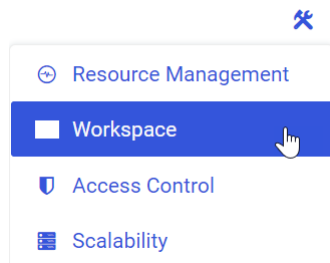 Resource Management
Workspace
Access Control
Scalability